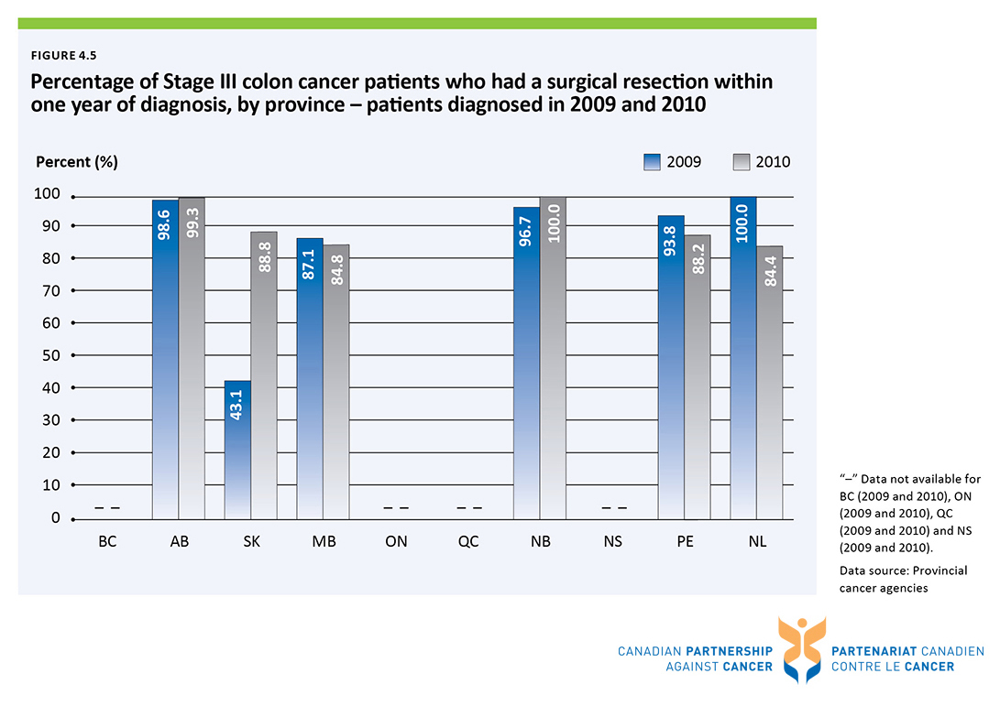 FIGURE 4.5
Percentage of Stage III colon cancer patients who had a surgical resection within
one year of diagnosis, by province – patients diagnosed in 2009 and 2010
Percent (%)
2009
2010
100
90
80
70
60
50
40
30
20
10
0
98.6
99.3
43.1
88.8
87.1
84.8
96.7
100.0
93.8
88.2
100.0
84.4
– –
– –
– –
– –
BC
AB
SK
MB
ON
QC
NB
NS
PE
NL
“–” Data not available for
BC (2009 and 2010), ON
(2009 and 2010), QC
(2009 and 2010) and NS
(2009 and 2010).
Data source: Provincial
cancer agencies
CANADIAN PARTNERSHIP
AGAINST CANCER
PARTENARIAT CANADIEN
CONTRE LE CANCER